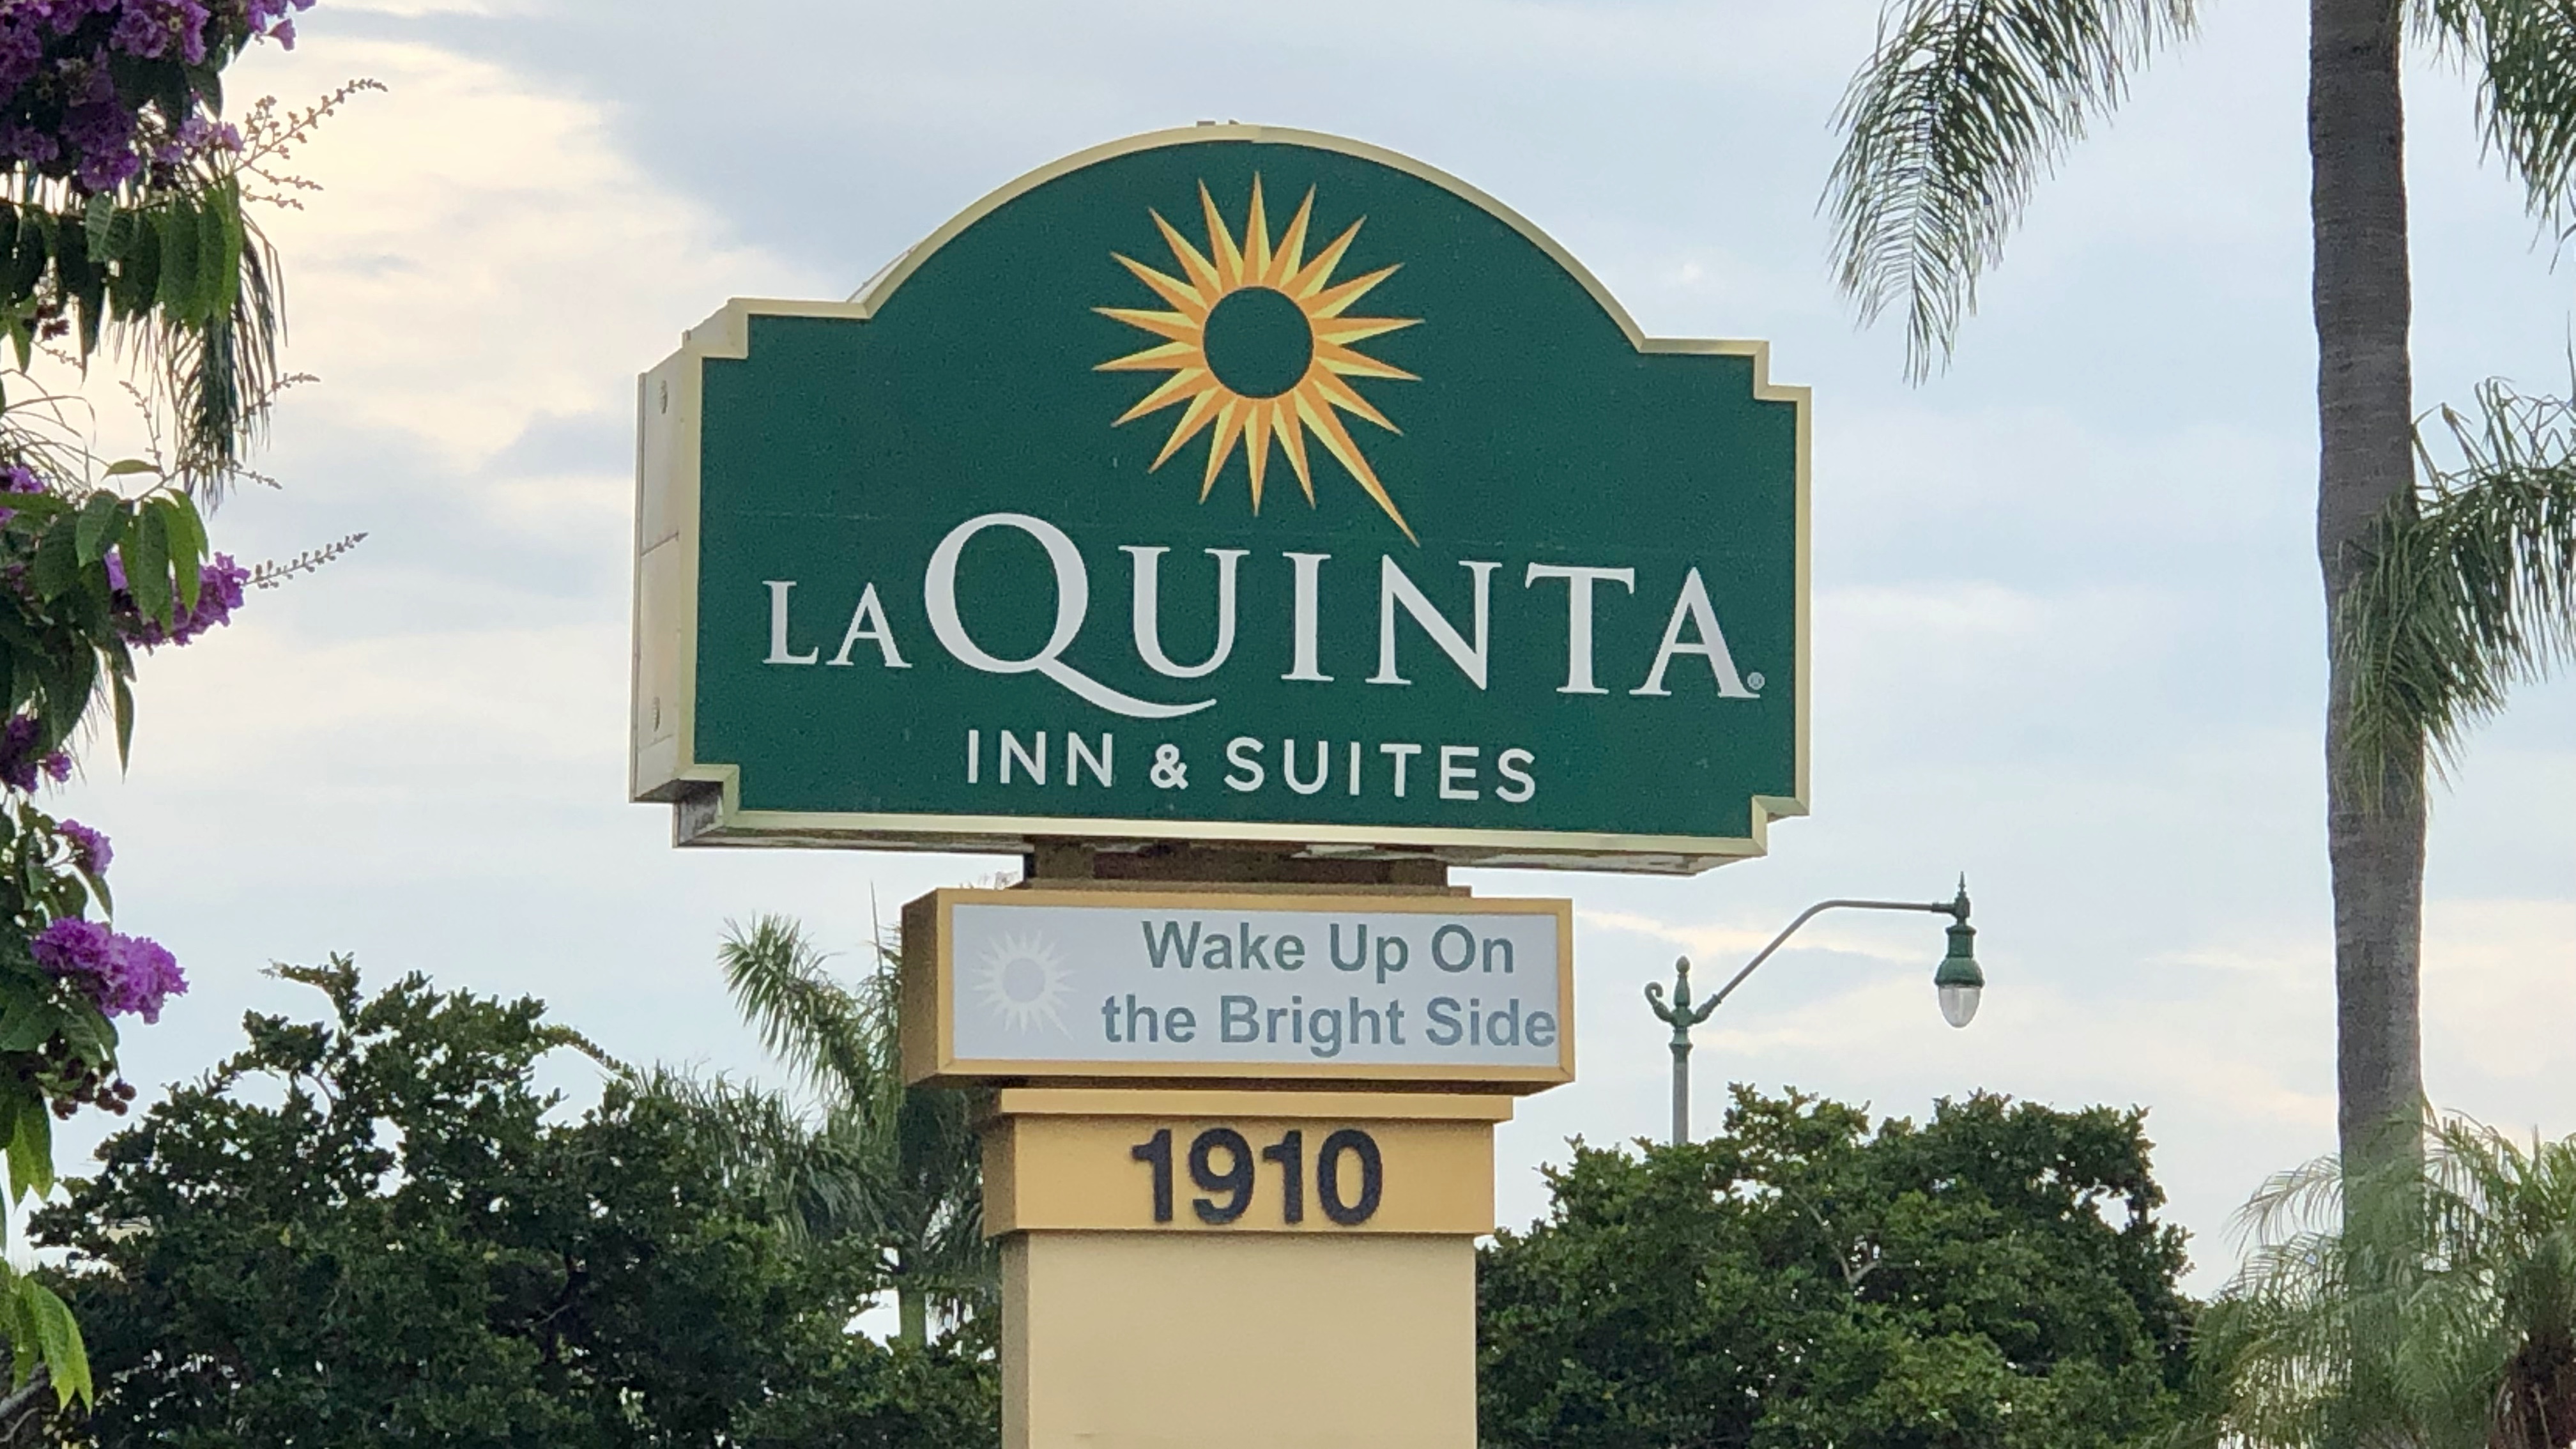 LA QUINTA®
INN & SUITES
Wake Up On
the Bright Side
1910